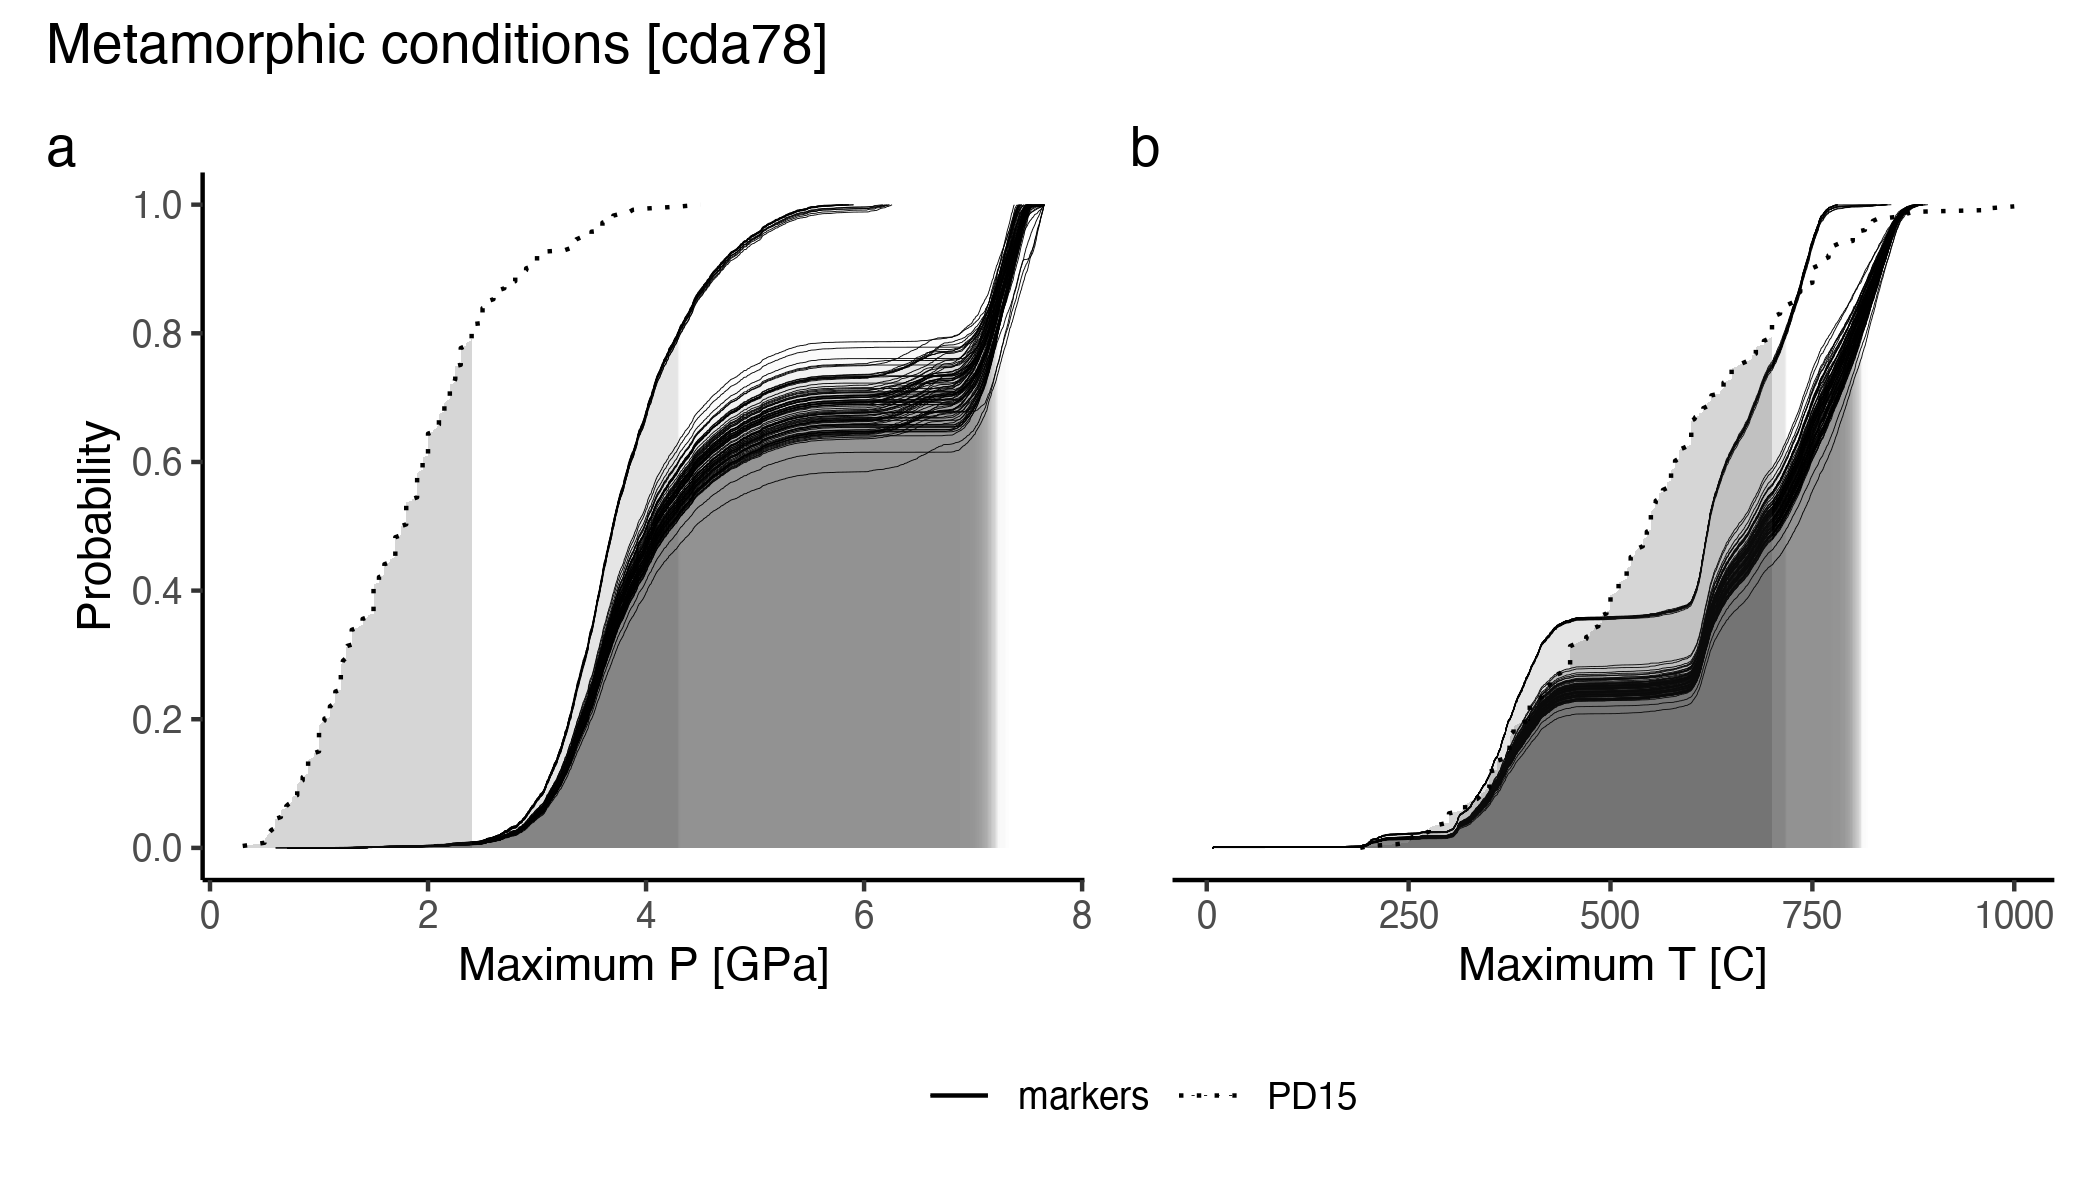 Metamorphic conditions [cda78]
a
b
1.0
0.8
0.6
0.4
0.2
0.0
Probability
0 2 4 6 8
0 250 500 750 1000
Maximum P [GPa]
Maximum T [C]
markers PD15